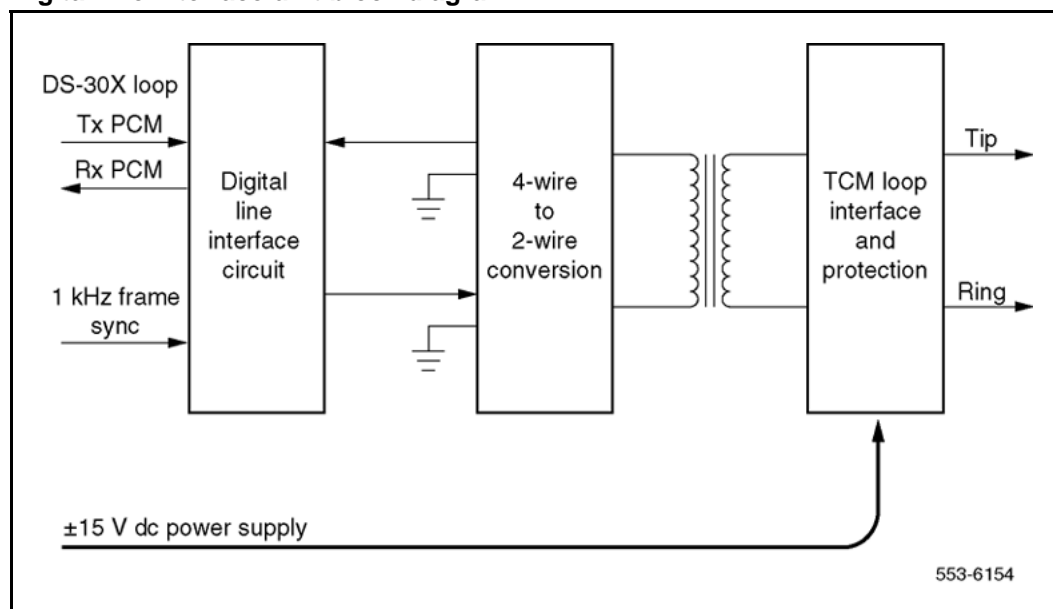 DS-30X loop
Tx PCM
Rx PCM
1 kHz frame
sync
Digital
line
interface
circuit
4-wire
to
2-wire
conversion
TCM loop
interface
and
protection
Tip
Ring
±15 V dc power supply
553-6154